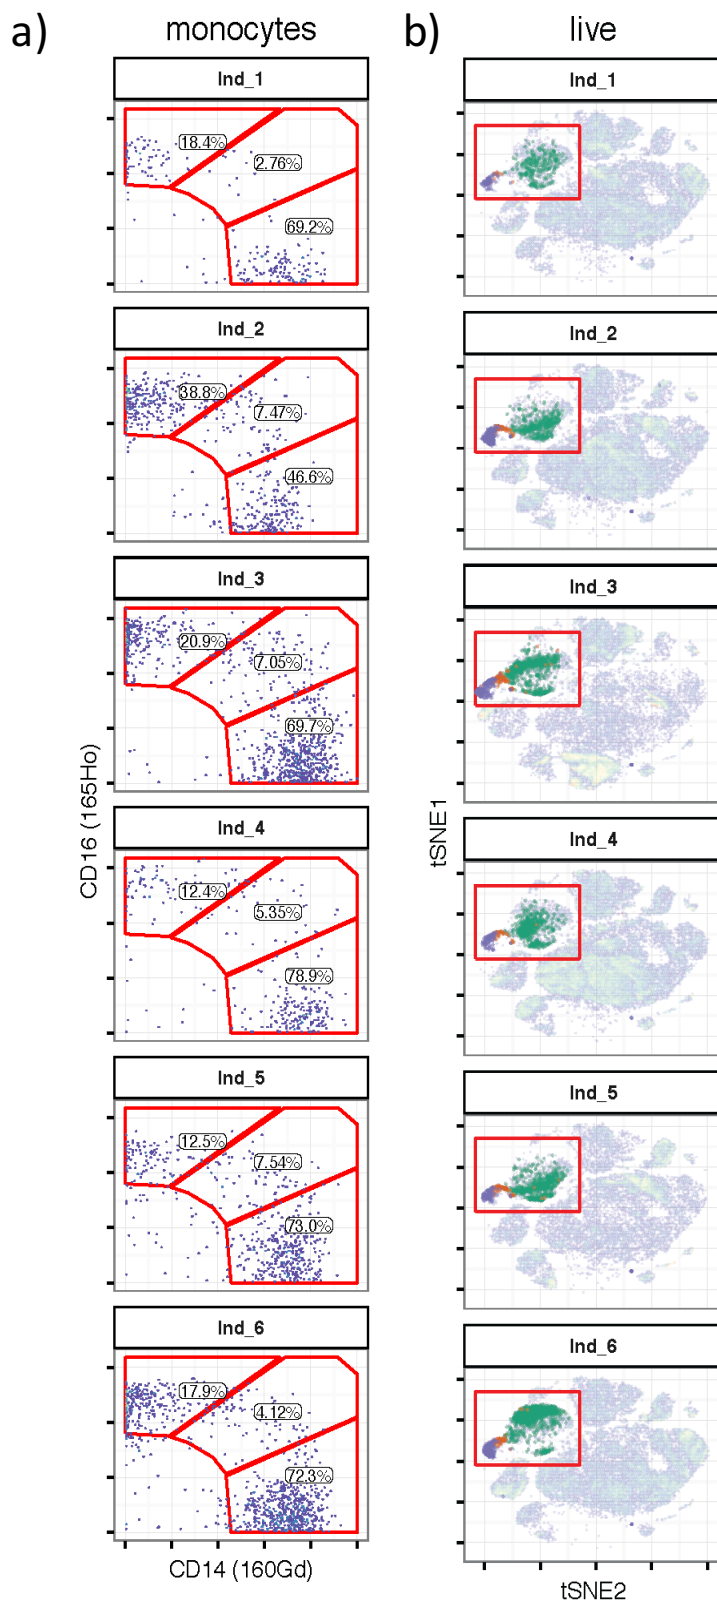 a)
monocytes
Ind_1
18.4%
2.76%
69.2%
Ind_2
38.8%
7.47%
46.6%
Ind_3
20.9%
7.05%
69.7%
Ind_4
12.4%
5.35%
78.9%
Ind_5
12.5%
7.54%
73.0%
Ind_6
17.9%
4.12%
72.3%
CD16 (165Ho)
CD14 (160Gd)
b)
live
Ind_1
Ind_2
Ind_3
Ind_4
Ind_5
Ind_6
tSNE1
tSNE2